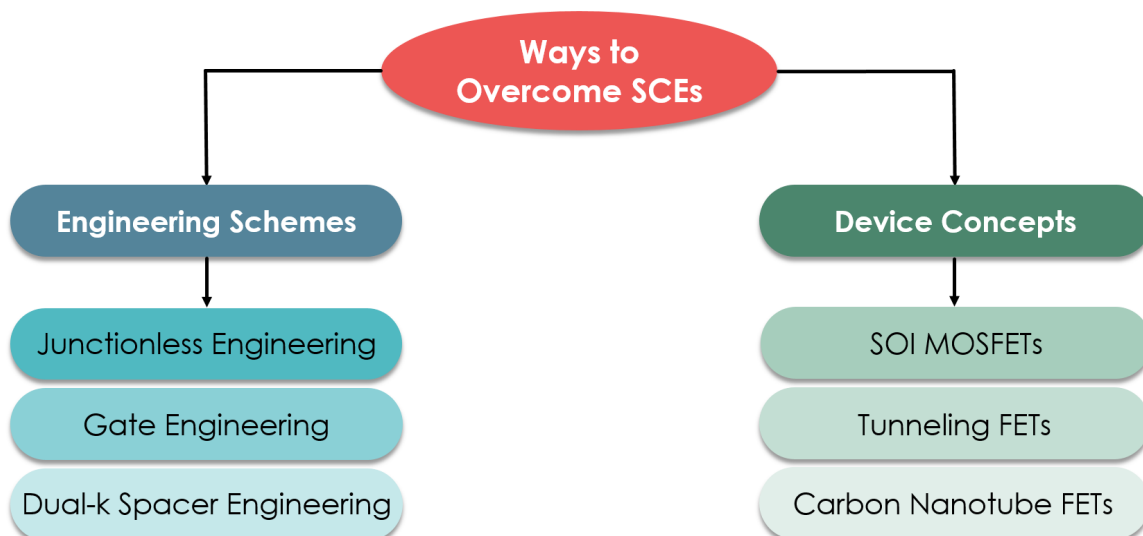 Ways to
Overcome SCEs
Engineering Schemes
Device Concepts
Junctionless Engineering
SOI MOSFETs
Gate Engineering
Tunneling FETs
Dual-k Spacer Engineering
Carbon Nanotube FETs